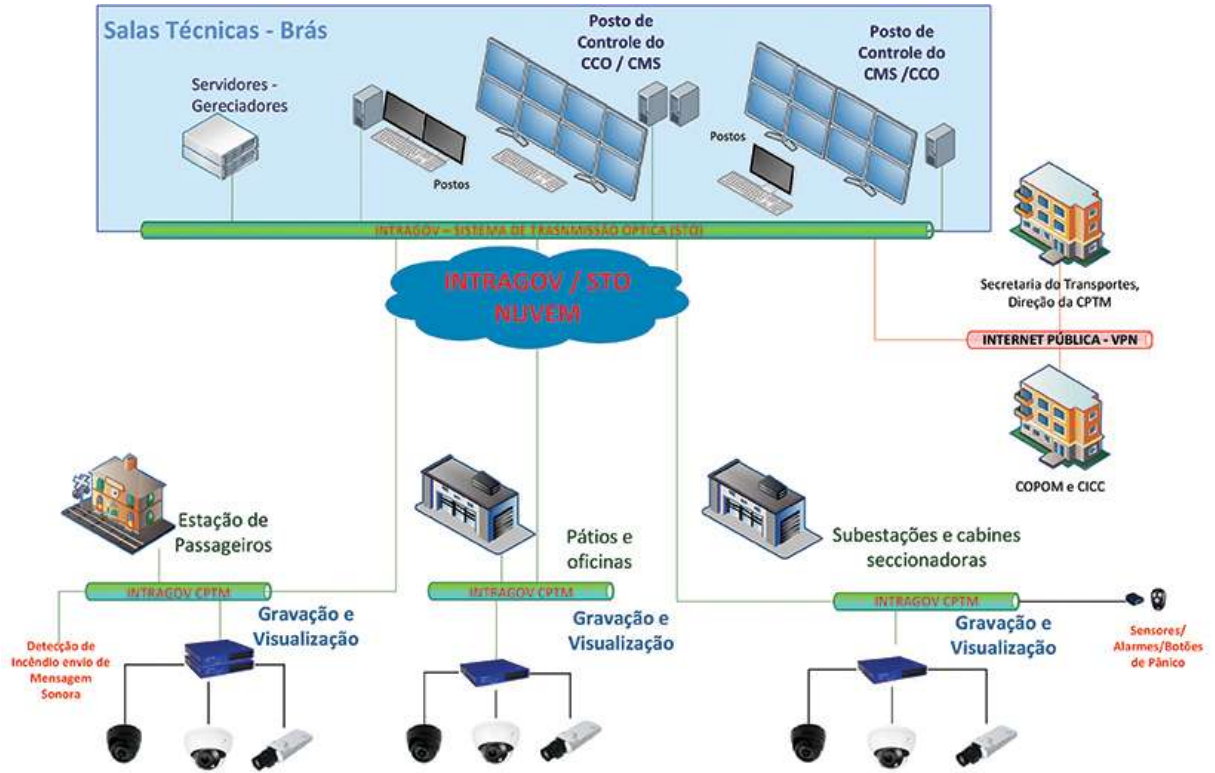 Salas Técnicas - Brás
Servidores -
Gereciadores
Postos
Posto de
Controle do
CCO / CMS
Posto de
Controle do
CMS /CCO
Postos
INTRAGOV – SISTEMA DE TRASNMISSÃO ÓPTICA (STO)
INTRAGOV / STO
NUVEM
Secretaria do Transportes,
Direção da CPTM
INTERNET PÚBLICA - VPN
COPOM e CICC
Estação de
Passageiros
INTRAGOV CPTM
Gravação e
Visualização
Detecção de
Incêndio envio de
Mensagem
Sonora
Pátios e
oficinas
INTRAGOV CPTM
Gravação e
Visualização
Subestações e cabines
seccionadoras
INTRAGOV CPTM
Gravação e
Visualização
Sensores/
Alarmes/Botões
de Pânico